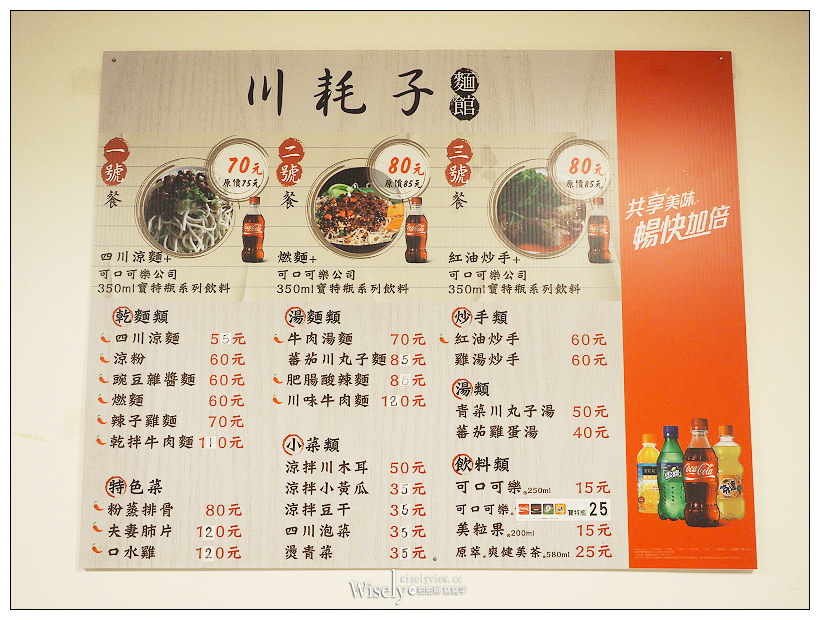 川耗子 麵館
一號餐
70元
原價75元
四川涼麵+
可口可樂公司
350ml寶特瓶系列飲料
二號餐
80元
原價85元
燃麵+
可口可樂公司
350ml寶特瓶系列飲料
三號餐
80元
原價85元
紅油炒手+
可口可樂公司
350ml寶特瓶系列飲料
共享美味
暢快加倍
乾麵類
四川涼麵 55元
涼粉 60元
豌豆雜醬麵 60元
燃麵 60元
辣子雞麵 70元
乾拌牛肉麵 110元
特色菜
粉蒸排骨 80元
夫妻肺片 120元
口水雞 120元
湯麵類
牛肉湯麵 70元
蕃茄川丸子麵 85元
肥腸酸辣麵 85元
川味牛肉麵 120元
小菜類
涼拌川木耳 50元
涼拌小黃瓜 35元
涼拌豆干 35元
四川泡菜 35元
燙青菜 35元
炒手類
紅油炒手 60元
雞湯炒手 60元
湯類
青菜川丸子湯 50元
蕃茄雞蛋湯 40元
飲料類
可口可樂。250ml 15元
可口可樂。 寶特瓶 25
美粒果。200ml 15元
原萃。爽健美茶。580ml 25元
Coca-Cola
Wisely